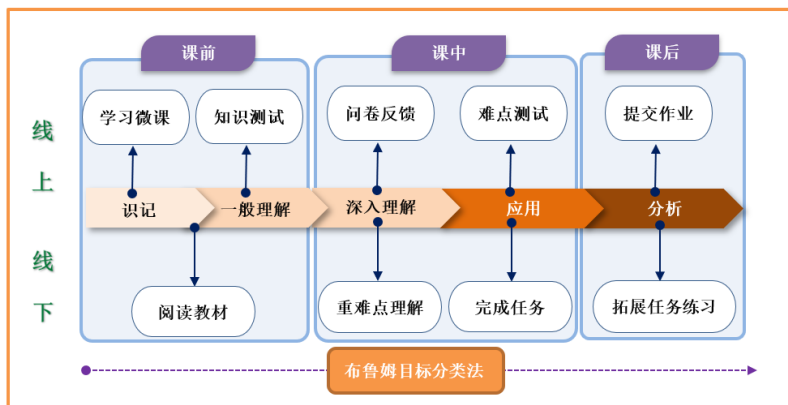 课前
课中
课后
线上
学习微课
知识测试
问卷反馈
难点测试
提交作业
识记
一般理解
深入理解
应用
分析
线下
阅读教材
重难点理解
完成任务
拓展任务练习
布鲁姆目标分类法